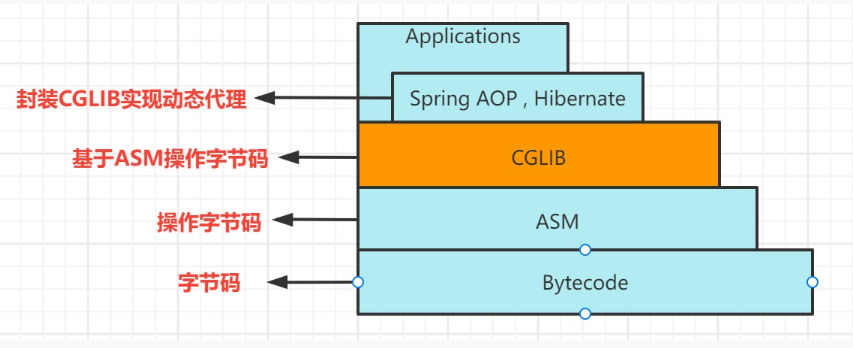 Applications
封装CGLIB实现动态代理
Spring AOP , Hibernate
基于ASM操作字节码
CGLIB
操作字节码
ASM
字节码
Bytecode